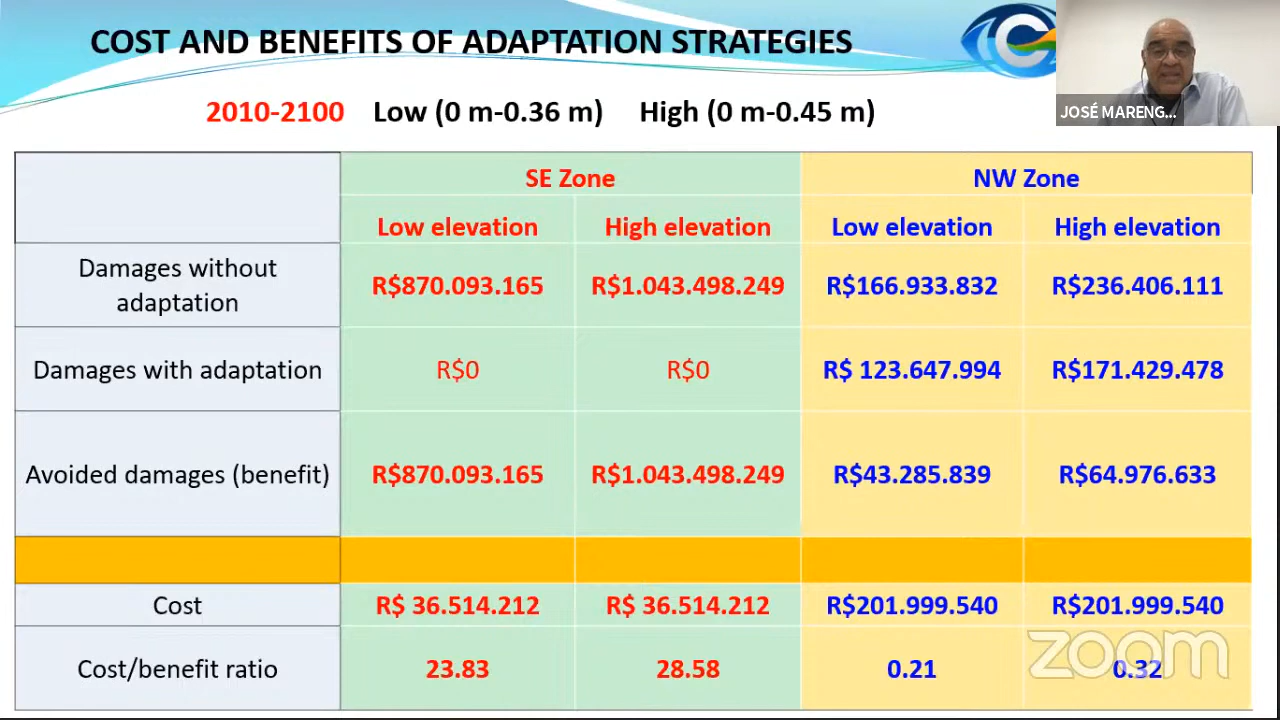 COST AND BENEFITS OF ADAPTATION STRATEGIES
JOSÉ MARENG...
2010-2100 Low (0 m-0.36 m) High (0 m-0.45 m)
SE Zone NW Zone
Low elevation High elevation Low elevation High elevation
Damages without
adaptation
R$870.093.165 R$1.043.498.249 R$166.933.832 R$236.406.111
Damages with adaptation R$0 R$0 R$ 123.647.994 R$171.429.478
Avoided damages (benefit) R$870.093.165 R$1.043.498.249 R$43.285.839 R$64.976.633
Cost R$ 36.514.212 R$ 36.514.212 R$201.999.540 R$201.999.540
Cost/benefit ratio 23.83 28.58 0.21 0.32
zoom